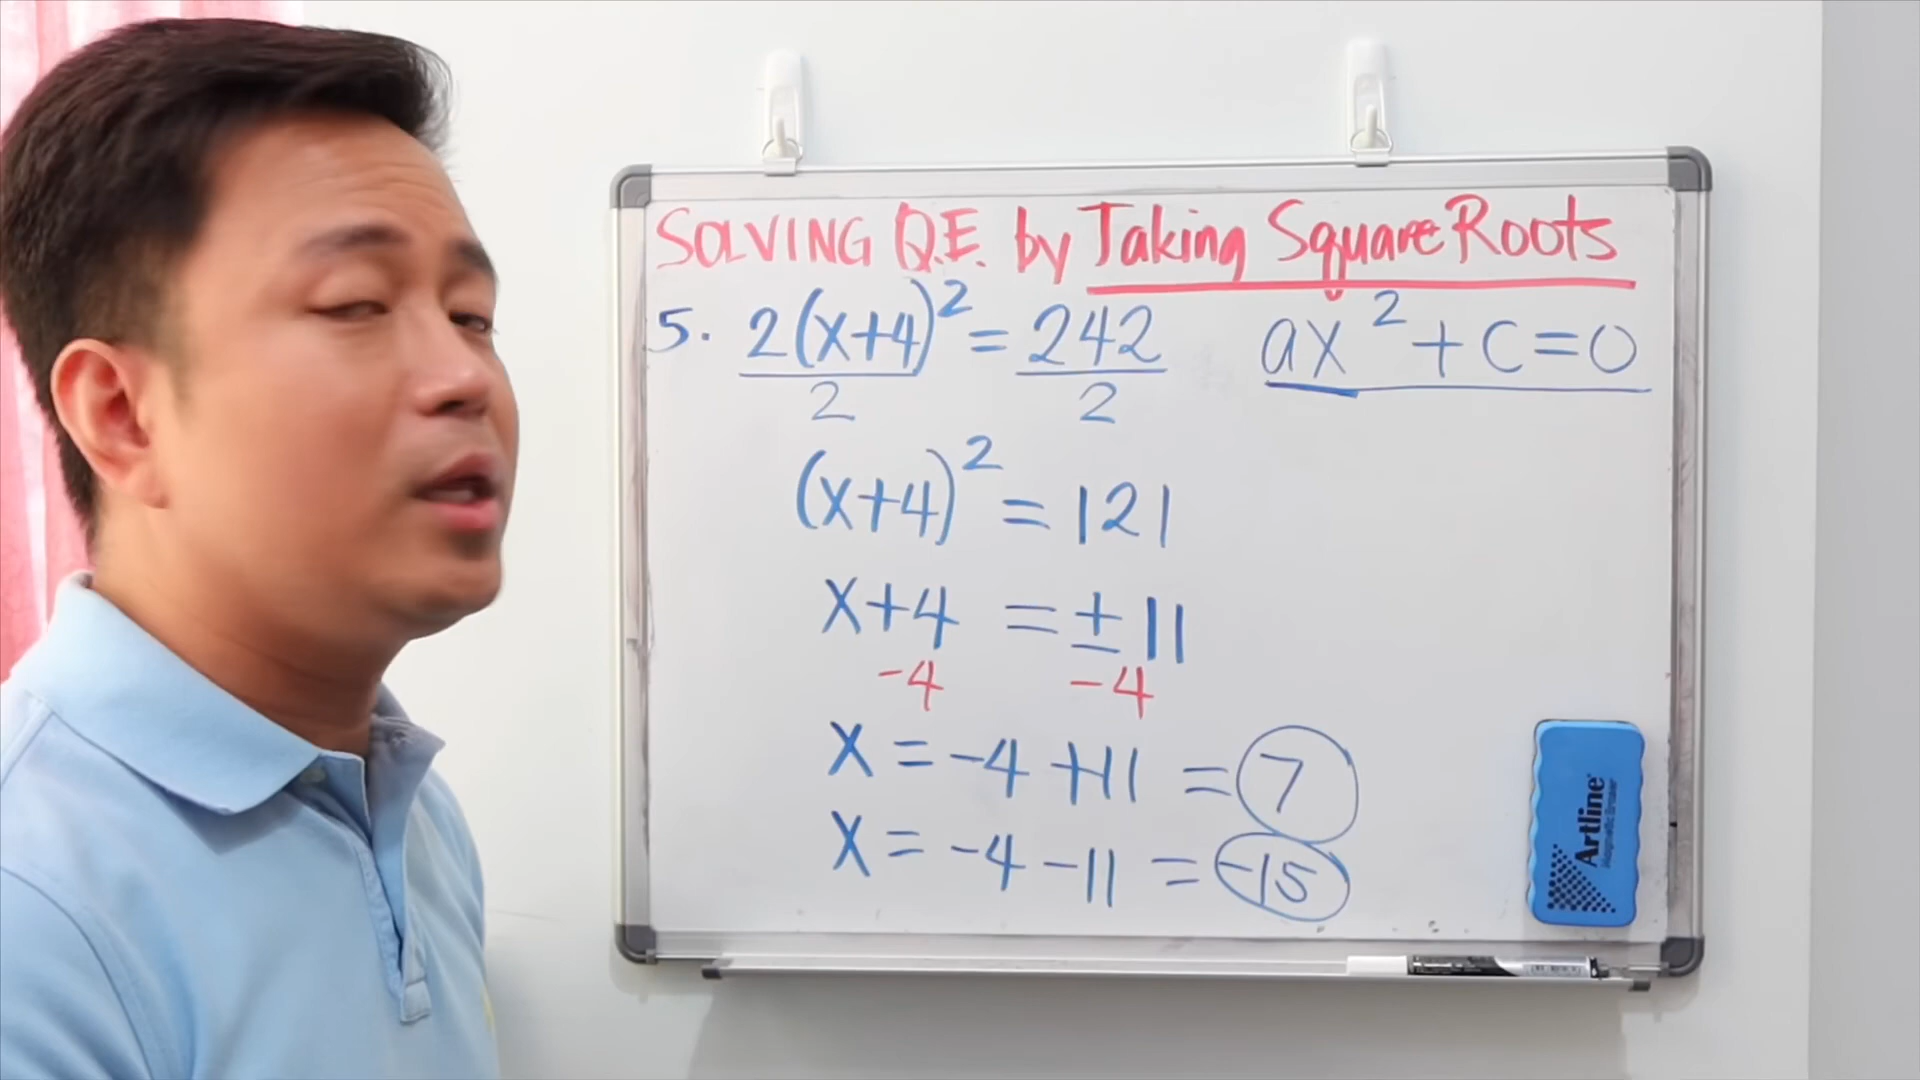 SOLVING Q.E. by Taking Square Roots
5. 2(x+4)² = 242 ax² + c = 0
2 2
(x+4)² = 121
x+4 = ± 11
-4 -4
x = -4 +11 = 7
x = -4 -11 = -15
Artline